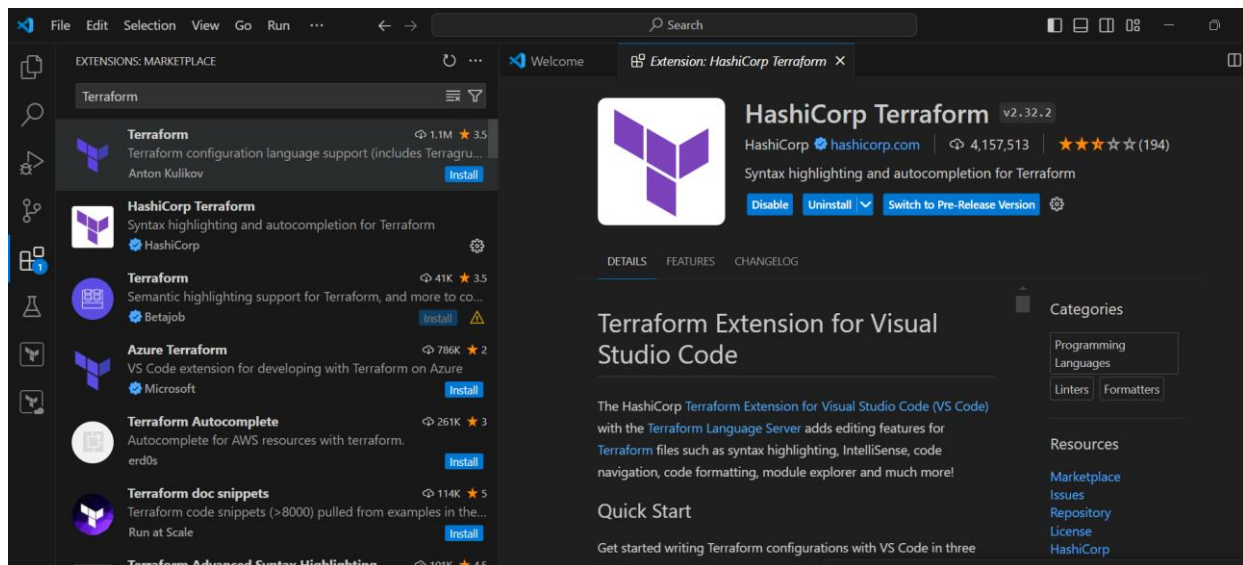 File Edit Selection View Go Run ··· Search
EXTENSIONS: MARKETPLACE
Terraform
Terraform 1.1M ★ 3.5
Terraform configuration language support (includes Terragru...
Anton Kulikov Install
HashiCorp Terraform
Syntax highlighting and autocompletion for Terraform
HashiCorp
Terraform 41K ★ 3.5
Semantic highlighting support for Terraform, and more to co...
Betajob Install
Azure Terraform 786K ★ 2
VS Code extension for developing with Terraform on Azure
Microsoft Install
Terraform Autocomplete 261K ★ 3
Autocomplete for AWS resources with terraform.
erd0s Install
Terraform doc snippets 114K ★ 5
Terraform code snippets (>8000) pulled from examples in the...
Run at Scale Install
Terraform Advanced Syntax Highlighting 101K ★ 4.5
1
Welcome Extension: HashiCorp Terraform
HashiCorp Terraform v2.32.2
HashiCorp hashicorp.com 4,157,513 ★★★☆☆ (194)
Syntax highlighting and autocompletion for Terraform
Disable Uninstall Switch to Pre-Release Version
DETAILS FEATURES CHANGELOG
Terraform Extension for Visual
Studio Code
The HashiCorp Terraform Extension for Visual Studio Code (VS Code)
with the Terraform Language Server adds editing features for
Terraform files such as syntax highlighting, IntelliSense, code
navigation, code formatting, module explorer and much more!
Quick Start
Get started writing Terraform configurations with VS Code in three
Categories
Programming
Languages
Linters Formatters
Resources
Marketplace
Issues
Repository
License
HashiCorp